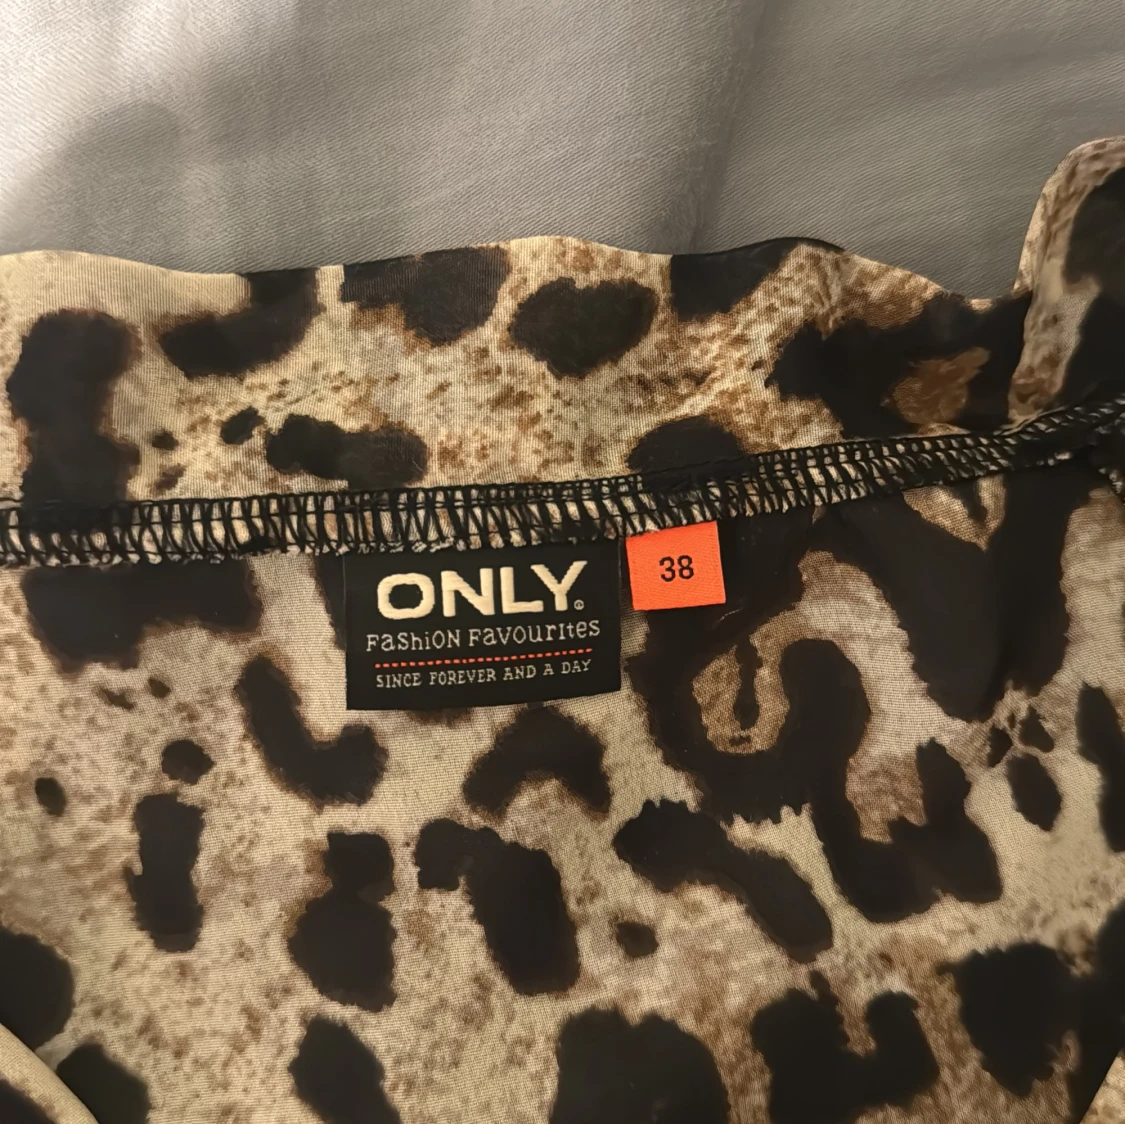 ONLY®
FaShiON FavOuriteS
SINCE FOREVER AND A DAY
38